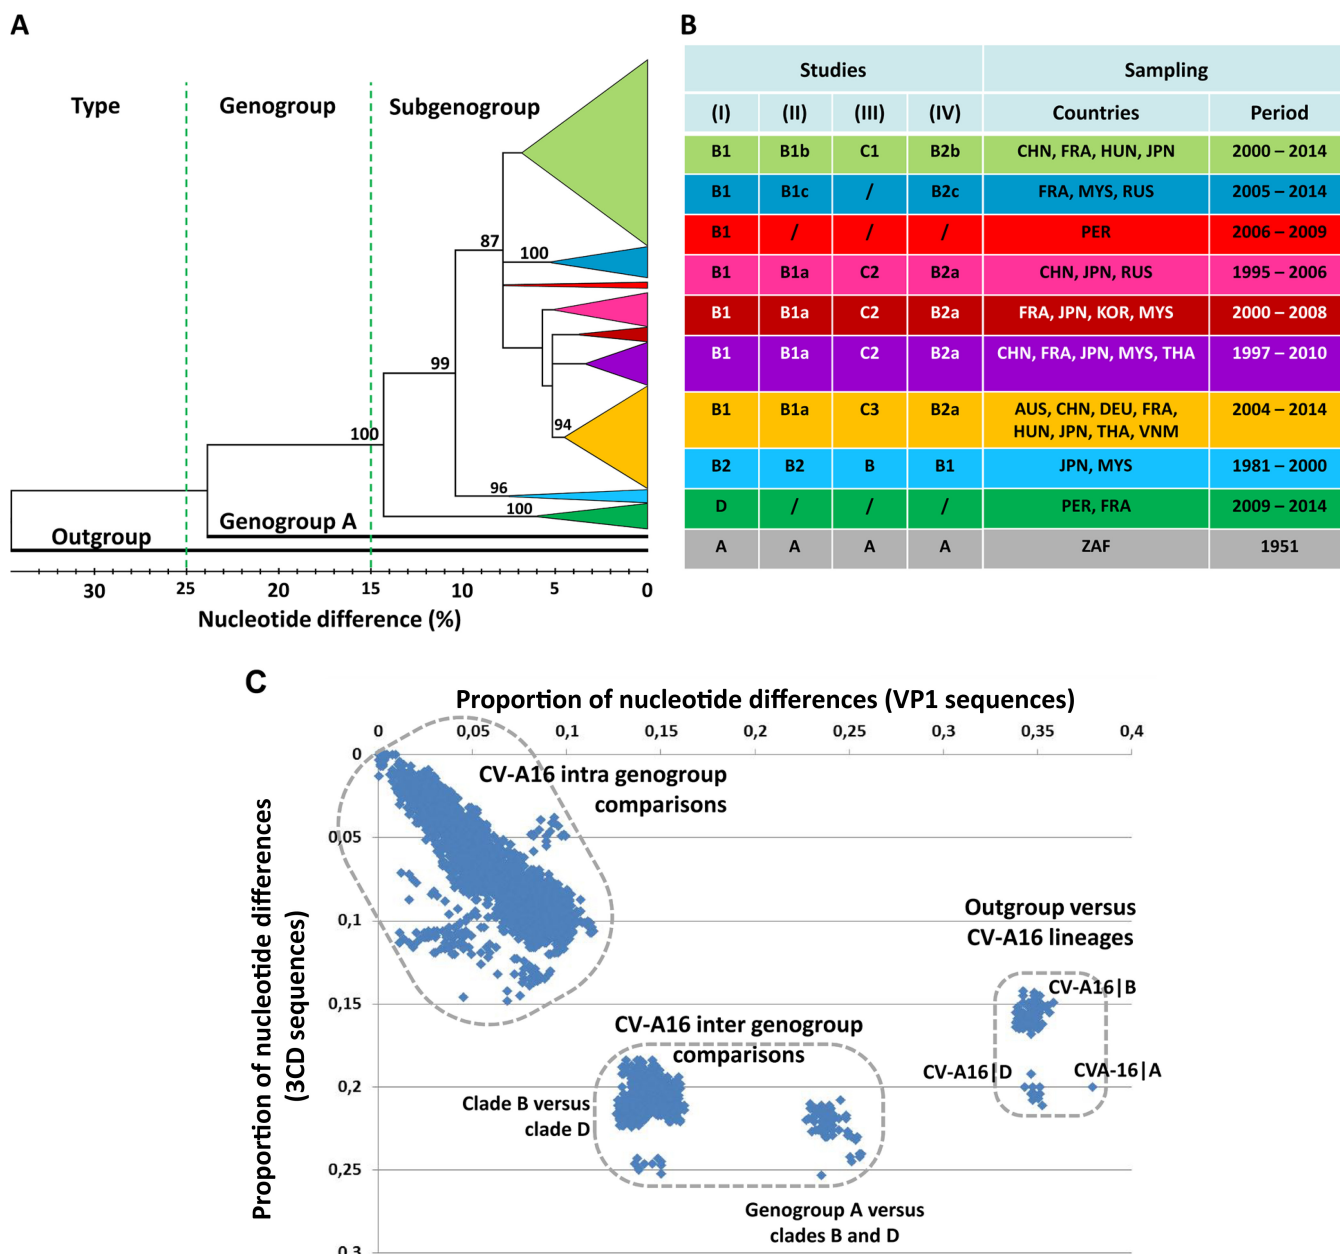 A
Type
Genogroup
Subgenogroup
87
100
99
100
94
96
100
Genogroup A
Outgroup
30 25 20 15 10 5 0
Nucleotide difference (%)
B
Studies Sampling
(I) (II) (III) (IV) Countries Period
B1 B1b C1 B2b CHN, FRA, HUN, JPN 2000 – 2014
B1 B1c / B2c FRA, MYS, RUS 2005 – 2014
B1 / / / PER 2006 – 2009
B1 B1a C2 B2a CHN, JPN, RUS 1995 – 2006
B1 B1a C2 B2a FRA, JPN, KOR, MYS 2000 – 2008
B1 B1a C2 B2a CHN, FRA, JPN, MYS, THA 1997 – 2010
B1 B1a C3 B2a AUS, CHN, DEU, FRA, 2004 – 2014
HUN, JPN, THA, VNM
B2 B2 B B1 JPN, MYS 1981 – 2000
D / / / PER, FRA 2009 – 2014
A A A A ZAF 1951
C
Proportion of nucleotide differences (VP1 sequences)
0 0,05 0,1 0,15 0,2 0,25 0,3 0,35 0,4
Proportion of nucleotide differences
(3CD sequences)
0
0,05
0,1
0,15
0,2
0,25
0,3
CV-A16 intra genogroup
comparisons
Outgroup versus
CV-A16 lineages
CV-A16|B
CV-A16 inter genogroup
comparisons
CV-A16|D
CVA-16|A
Clade B versus
clade D
Genogroup A versus
clades B and D